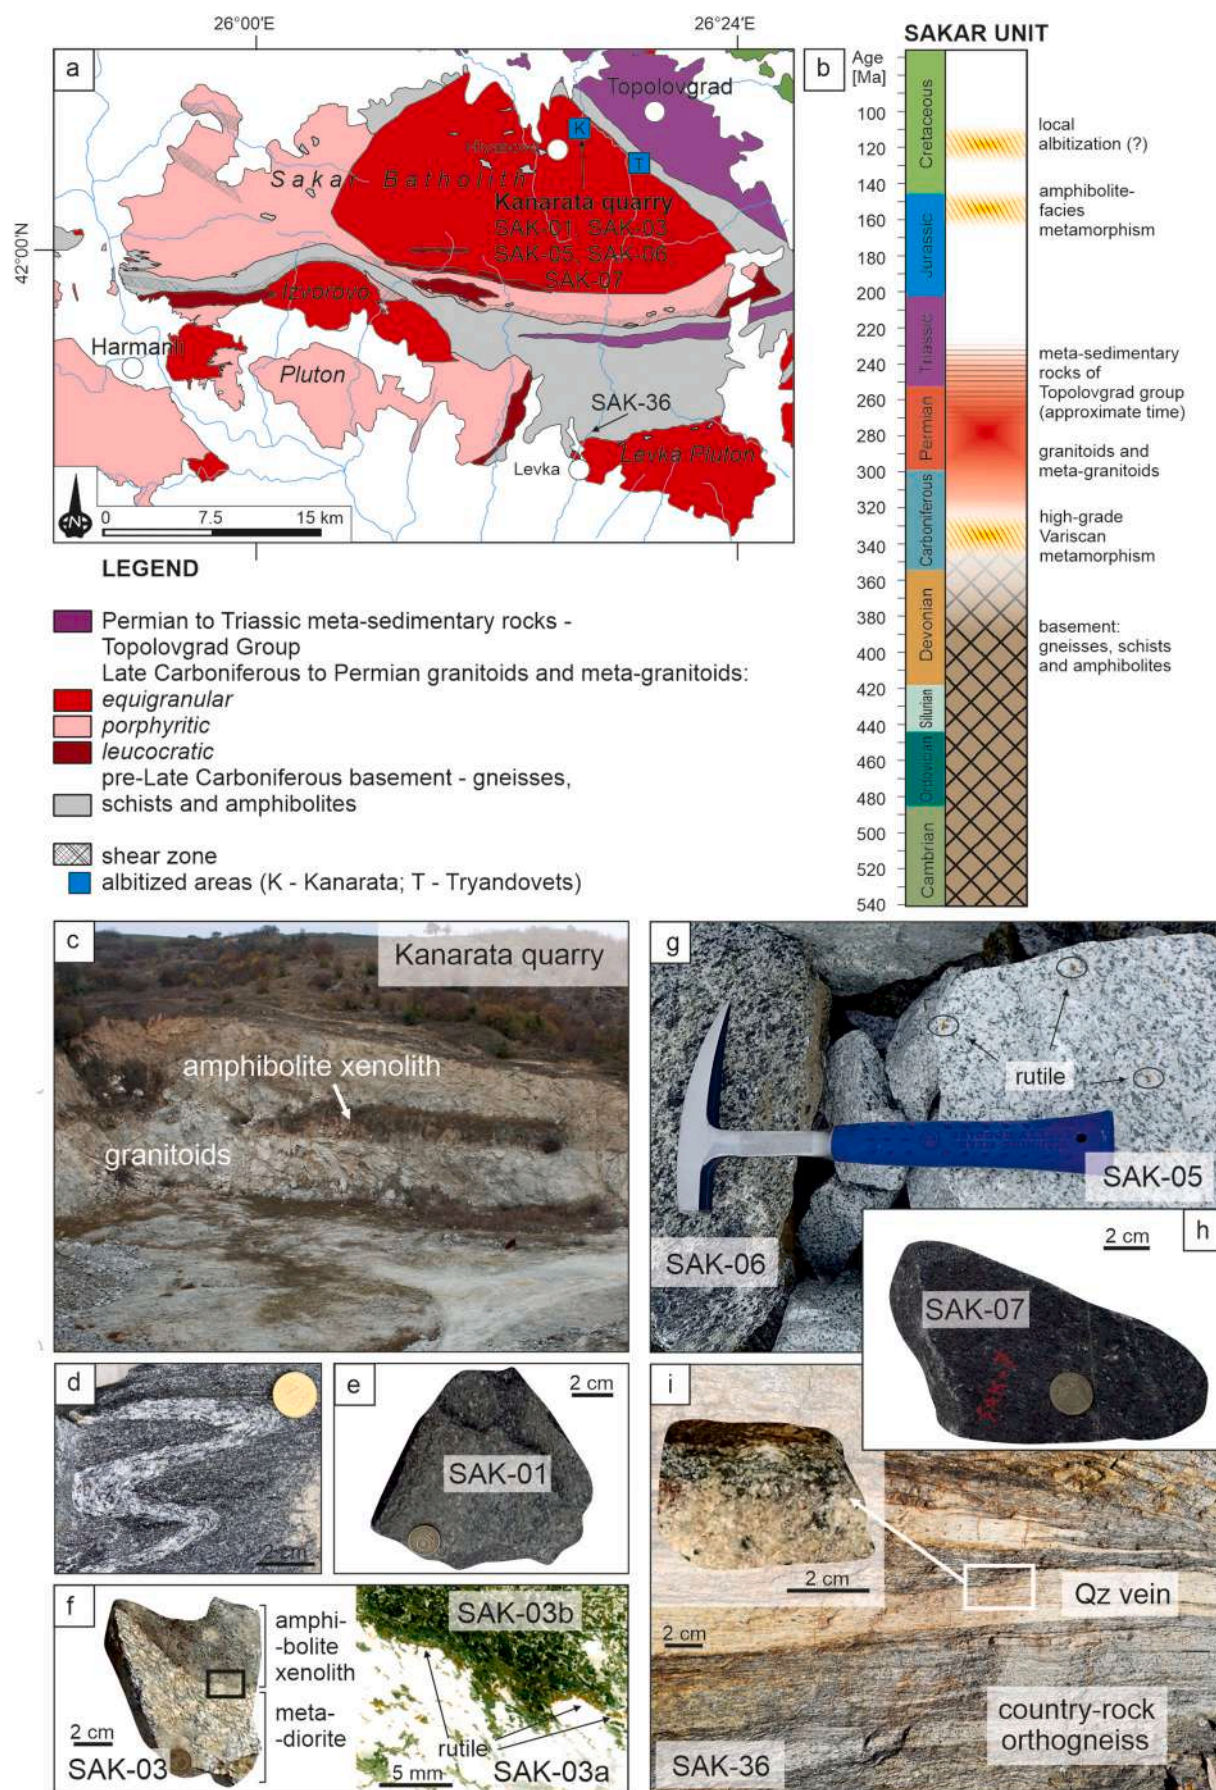 26°00′E
26°24′E
42°00′N
a
Topolovgrad
K
T
Sakar Batholith
Kanarata quarry
SAK-01, SAK-03
SAK-05, SAK-06
SAK-07
Izvorovo
Harmanli
Pluton
SAK-36
Levka
Levka Pluton
N
0 7.5 15 km
SAKAR UNIT
b
Age
[Ma]
100
120
140
160
180
200
220
240
260
280
300
320
340
360
380
400
420
440
460
480
500
520
540
Cretaceous
Jurassic
Triassic
Permian
Carboniferous
Devonian
Silurian
Ordovician
Cambrian
local
albitization (?)
amphibolite-
facies
metamorphism
meta-sedimentary
rocks of
Topolovgrad group
(approximate time)
granitoids and
meta-granitoids
high-grade
Variscan
metamorphism
basement:
gneisses, schists
and amphibolites
LEGEND
Permian to Triassic meta-sedimentary rocks -
Topolovgrad Group
Late Carboniferous to Permian granitoids and meta-granitoids:
equigranular
porphyritic
leucocratic
pre-Late Carboniferous basement - gneisses,
schists and amphibolites
shear zone
albitized areas (K - Kanarata; T - Tryandovets)
c
Kanarata quarry
amphibolite xenolith
granitoids
g
rutile
SAK-05
SAK-06
h
2 cm
SAK-07
d
2 cm
e
2 cm
SAK-01
f
amphi-
-bolite
xenolith
meta-
-diorite
2 cm
SAK-03
SAK-03b
rutile
5 mm
SAK-03a
i
2 cm
Qz vein
2 cm
country-rock
orthogneiss
SAK-36